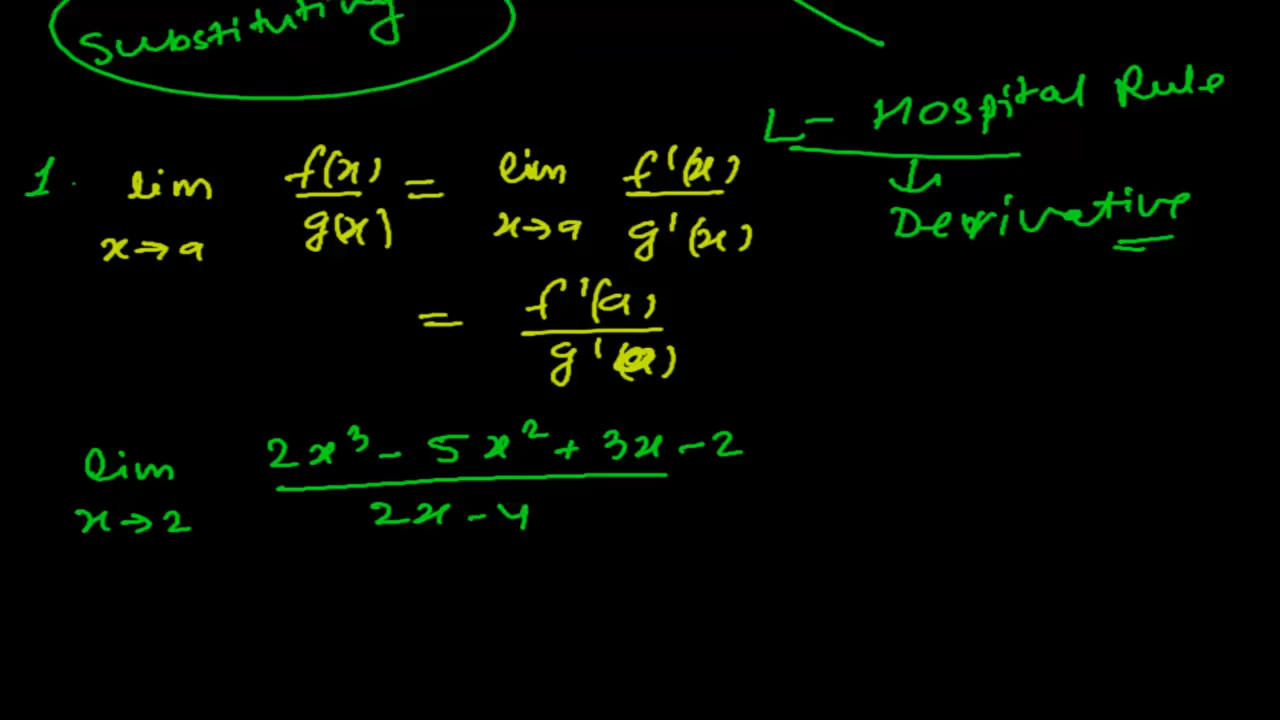 Substituting
L- Hospital Rule
↓
Derivative
1. lim x→a f(x)/g(x) = lim x→a f'(x)/g'(x)
= f'(a)/g'(a)
lim x→2 2x³ - 5x² + 3x - 2 / 2x - 4